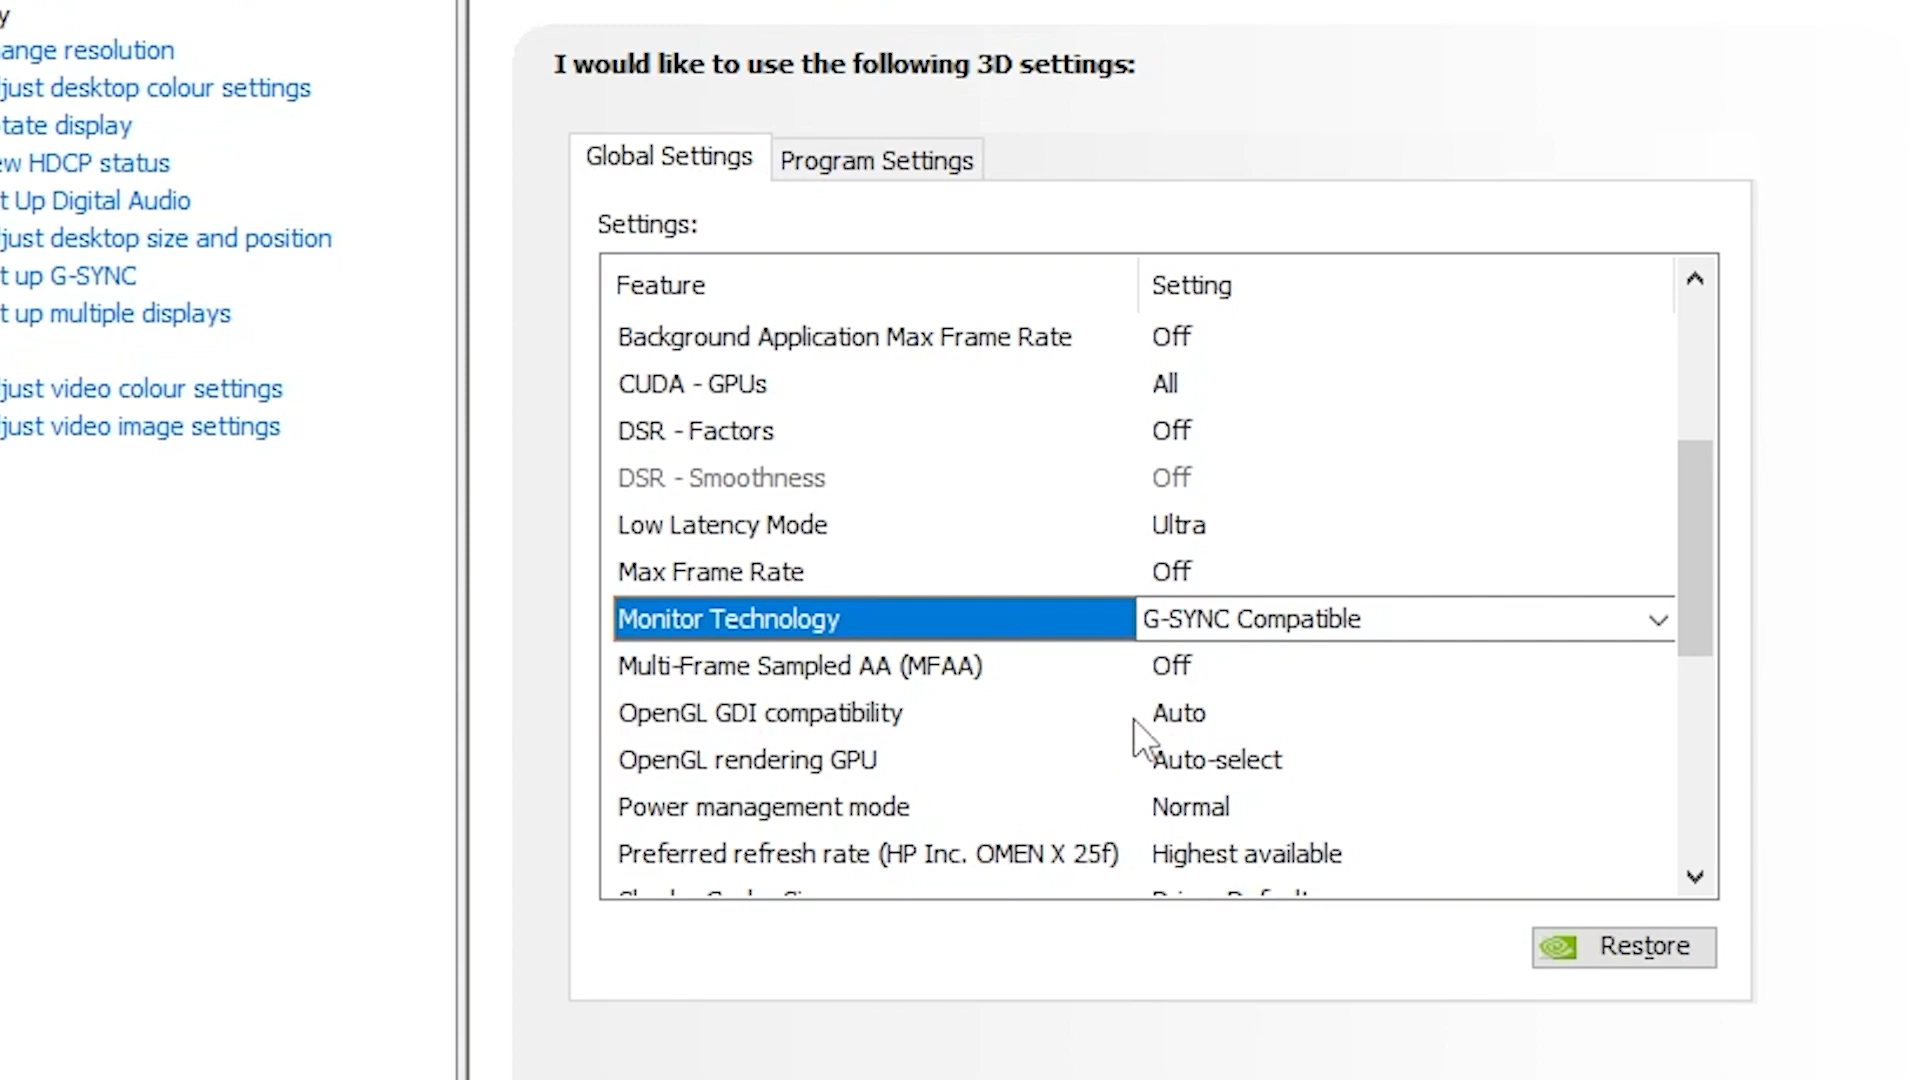 y
ange resolution
just desktop colour settings
tate display
ew HDCP status
t Up Digital Audio
just desktop size and position
t up G-SYNC
t up multiple displays
just video colour settings
just video image settings
I would like to use the following 3D settings:
Global Settings Program Settings
Settings:
Feature Setting
Background Application Max Frame Rate Off
CUDA - GPUs All
DSR - Factors Off
DSR - Smoothness Off
Low Latency Mode Ultra
Max Frame Rate Off
Monitor Technology G-SYNC Compatible
Multi-Frame Sampled AA (MFAA) Off
OpenGL GDI compatibility Auto
OpenGL rendering GPU Auto-select
Power management mode Normal
Preferred refresh rate (HP Inc. OMEN X 25f) Highest available
Restore